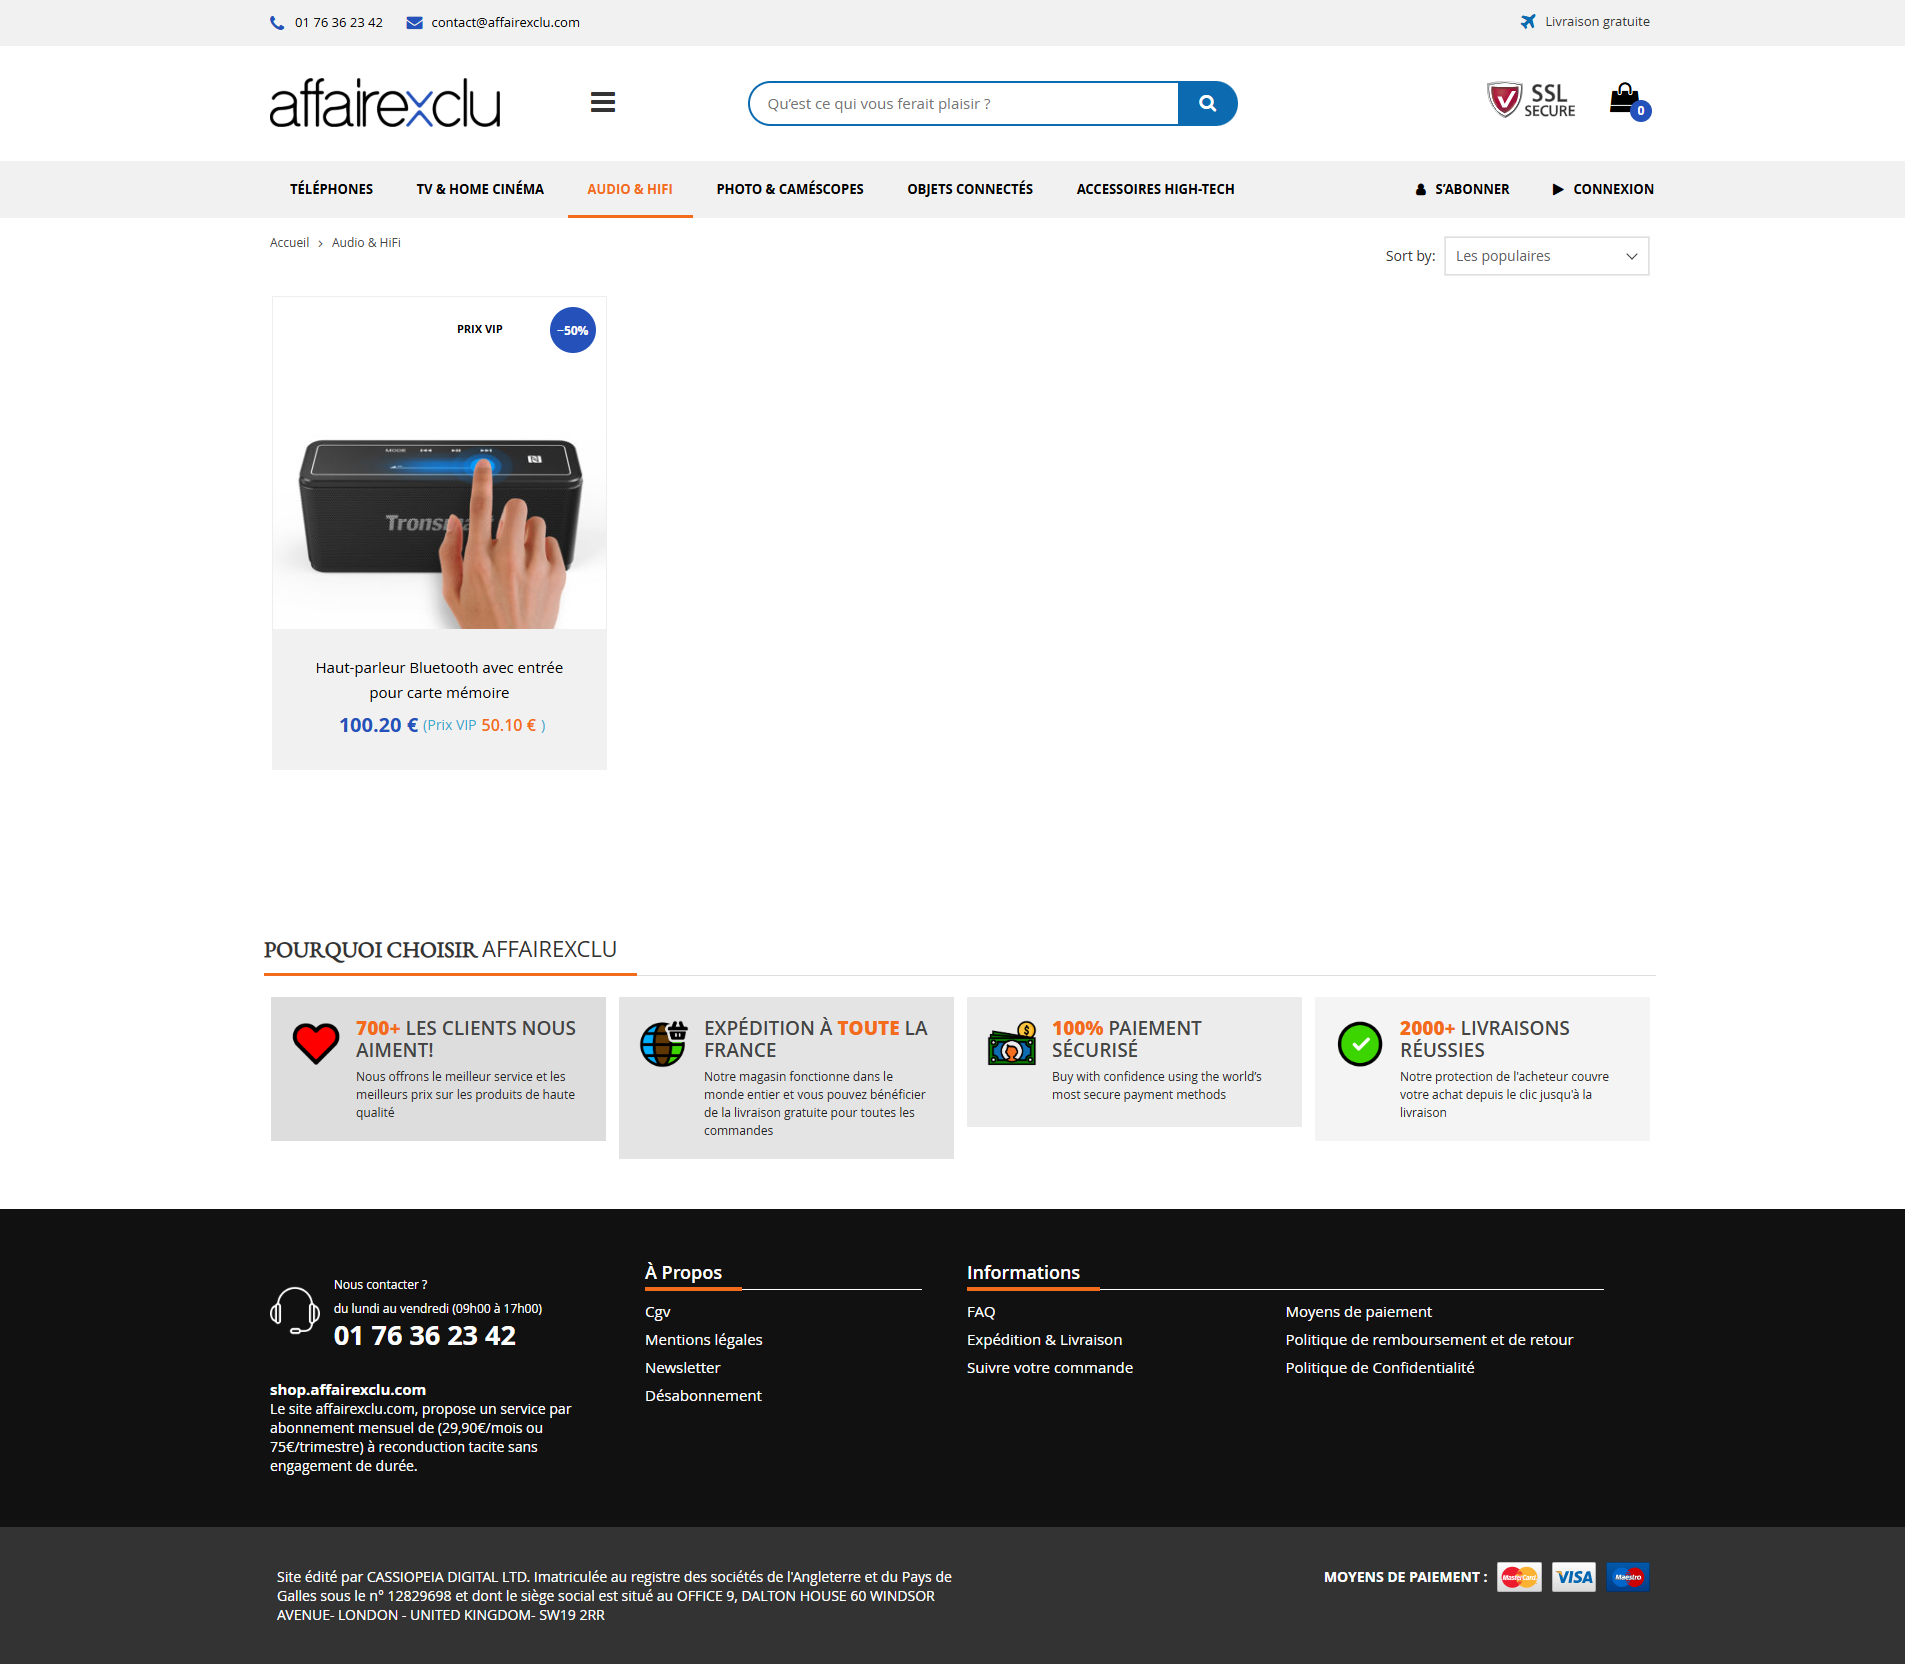 01 76 36 23 42
contact@affairexclu.com
Livraison gratuite
affairexclu
Qu'est ce qui vous ferait plaisir ?
SSL
SECURE
0
TÉLÉPHONES
TV & HOME CINÉMA
AUDIO & HIFI
PHOTO & CAMÉSCOPES
OBJETS CONNECTÉS
ACCESSOIRES HIGH-TECH
S'ABONNER
CONNEXION
Accueil > Audio & HiFi
Sort by:
Les populaires
PRIX VIP
−50%
MODE
Haut-parleur Bluetooth avec entrée
pour carte mémoire
100.20 € (Prix VIP 50.10 € )
POURQUOI CHOISIR AFFAIREXCLU
700+ LES CLIENTS NOUS
AIMENT!
Nous offrons le meilleur service et les
meilleurs prix sur les produits de haute
qualité
EXPÉDITION À TOUTE LA
FRANCE
Notre magasin fonctionne dans le
monde entier et vous pouvez bénéficier
de la livraison gratuite pour toutes les
commandes
100% PAIEMENT
SÉCURISÉ
Buy with confidence using the world's
most secure payment methods
2000+ LIVRAISONS
RÉUSSIES
Notre protection de l'acheteur couvre
votre achat depuis le clic jusqu'à la
livraison
Nous contacter ?
du lundi au vendredi (09h00 à 17h00)
01 76 36 23 42
shop.affairexclu.com
Le site affairexclu.com, propose un service par
abonnement mensuel de (29,90€/mois ou
75€/trimestre) à reconduction tacite sans
engagement de durée.
À Propos
Cgv
Mentions légales
Newsletter
Désabonnement
Informations
FAQ
Expédition & Livraison
Suivre votre commande
Moyens de paiement
Politique de remboursement et de retour
Politique de Confidentialité
Site édité par CASSIOPEIA DIGITAL LTD. Imatriculée au registre des sociétés de l'Angleterre et du Pays de
Galles sous le n° 12829698 et dont le siège social est situé au OFFICE 9, DALTON HOUSE 60 WINDSOR
AVENUE- LONDON - UNITED KINGDOM- SW19 2RR
MOYENS DE PAIEMENT :
MasterCard
VISA
Maestro